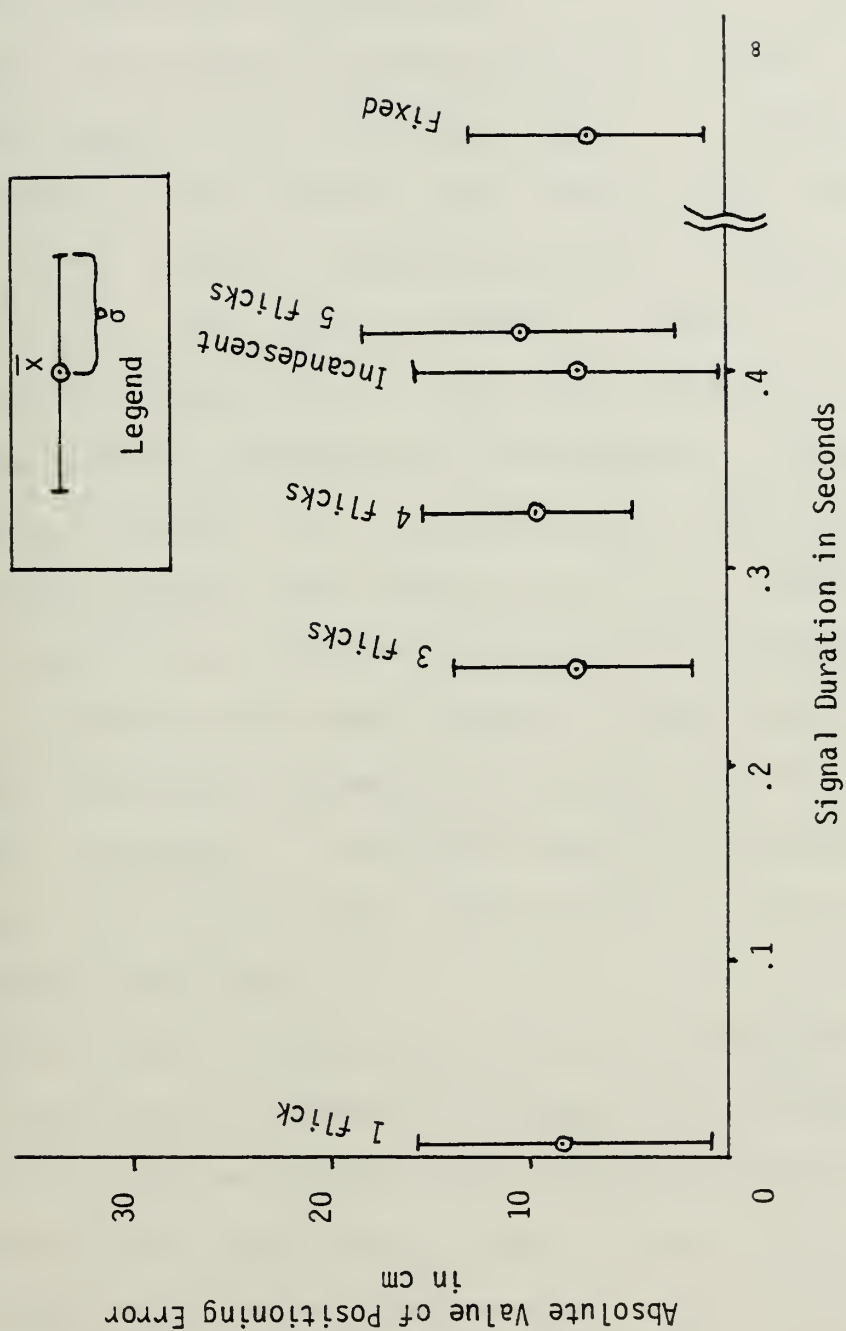 Absolute Value of Positioning Error
in cm
30
20
10
0
1 flick
3 flicks
4 flicks
Incandescent
5 flicks
Fixed
x̄
σ
Legend
.1
.2
.3
.4
∞
Signal Duration in Seconds